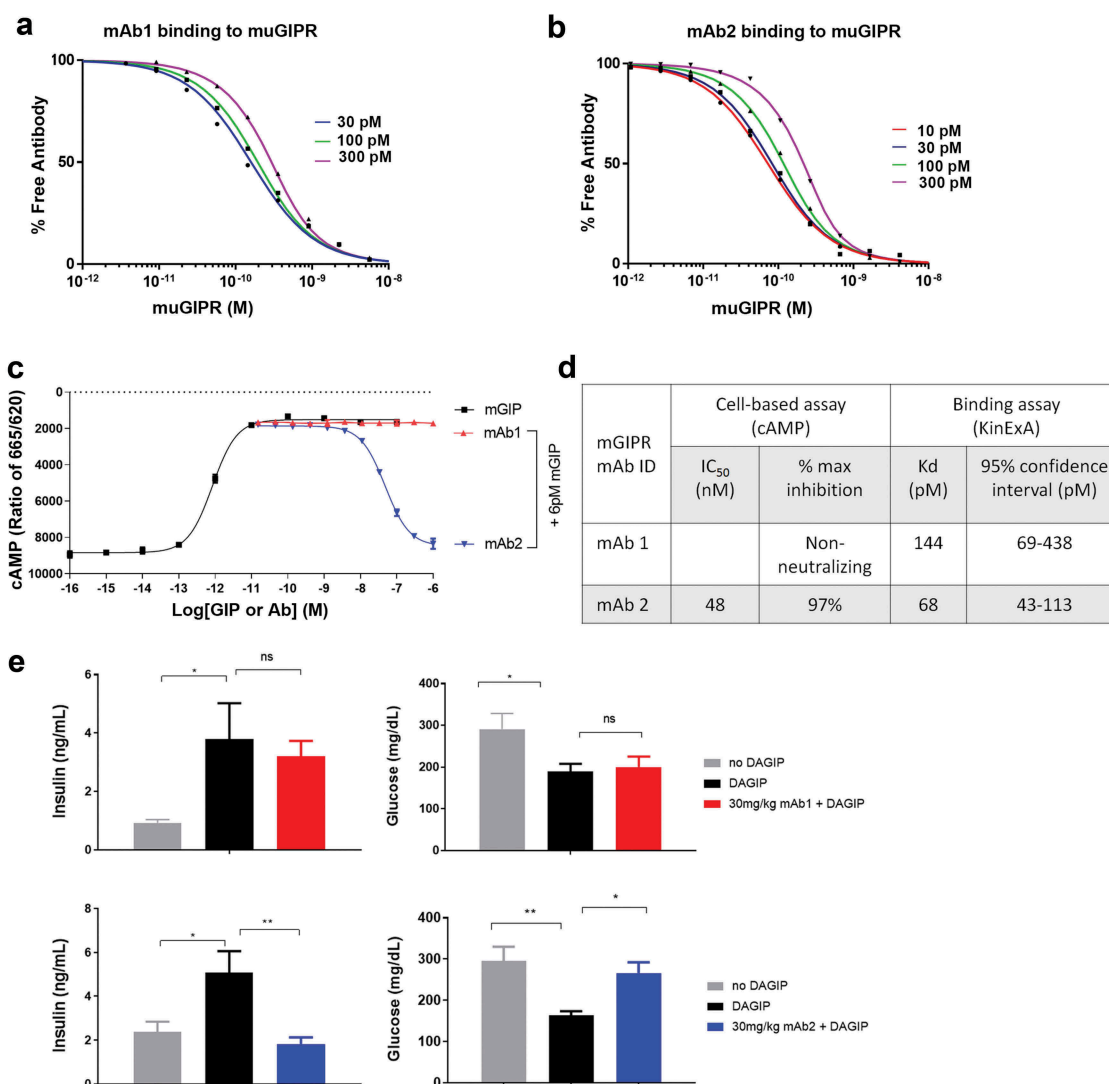 a
mAb1 binding to muGIPR
% Free Antibody
100
50
0
10-12
10-11
10-10
10-9
10-8
muGIPR (M)
30 pM
100 pM
300 pM
b
mAb2 binding to muGIPR
% Free Antibody
100
50
0
10-12
10-11
10-10
10-9
10-8
muGIPR (M)
10 pM
30 pM
100 pM
300 pM
c
cAMP (Ratio of 665/620)
0
2000
4000
6000
8000
10000
-16
-15
-14
-13
-12
-11
-10
-9
-8
-7
-6
Log[GIP or Ab] (M)
mGIP
mAb1
mAb2
+ 6pM mGIP
d
mGIPR
mAb ID
Cell-based assay
(cAMP)
Binding assay
(KinExA)
IC50
(nM)
% max
inhibition
Kd
(pM)
95% confidence
interval (pM)
mAb 1
Non-
neutralizing
144
69-438
mAb 2
48
97%
68
43-113
e
Insulin (ng/mL)
6
4
2
0
*
ns
Glucose (mg/dL)
400
300
200
100
0
*
ns
no DAGIP
DAGIP
30mg/kg mAb1 + DAGIP
Insulin (ng/mL)
8
6
4
2
0
*
**
Glucose (mg/dL)
400
300
200
100
0
**
*
no DAGIP
DAGIP
30mg/kg mAb2 + DAGIP